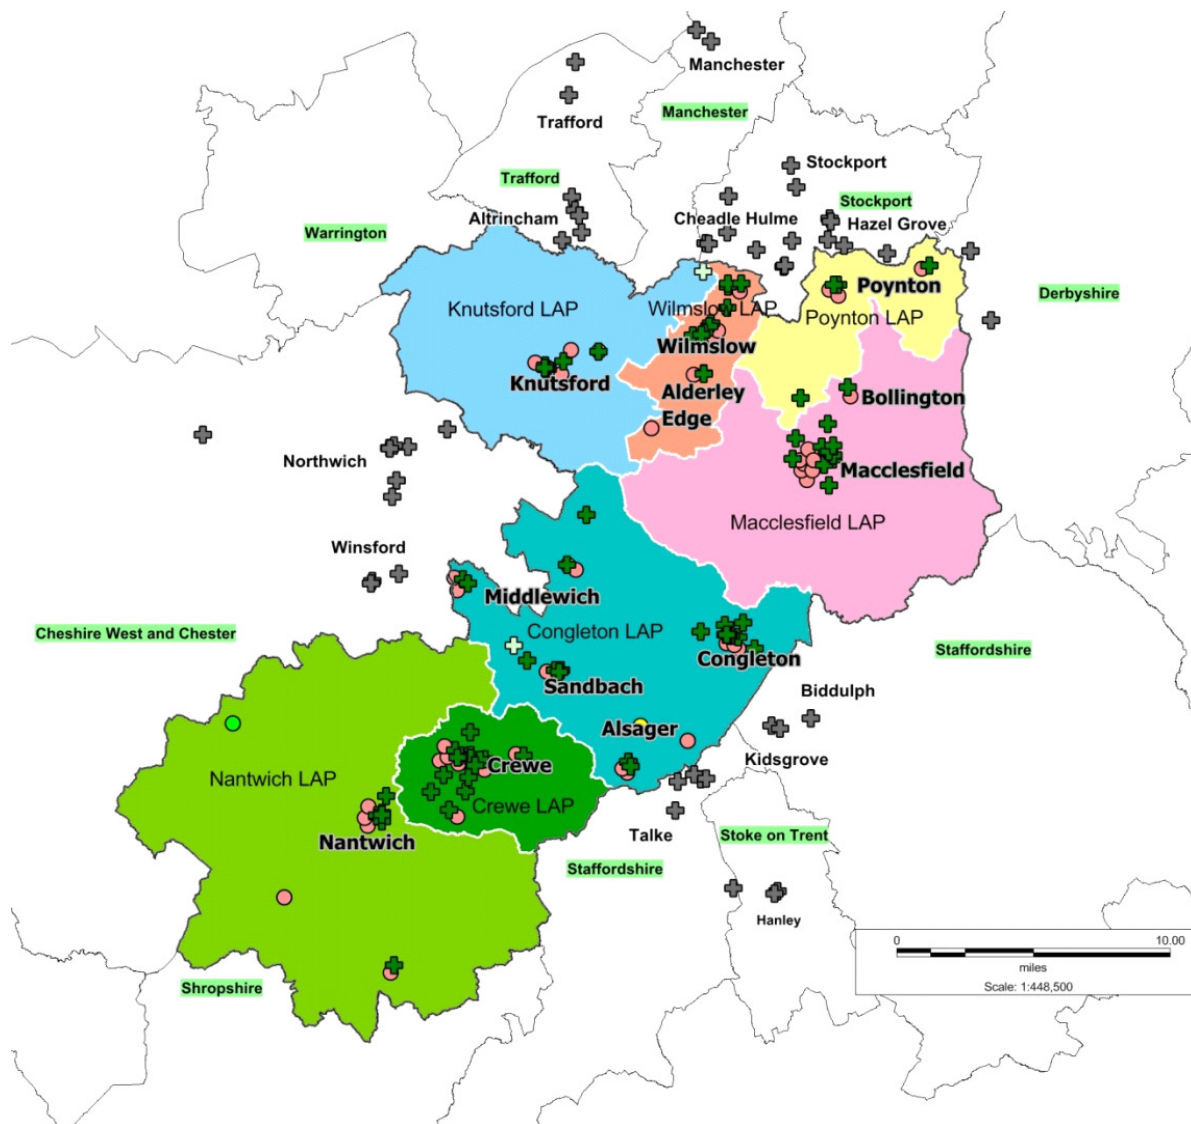 Manchester
Manchester
Trafford
Stockport
Trafford
Stockport
Altrincham
Cheadle Hulme
Hazel Grove
Warrington
Poynton
Derbyshire
Knutsford LAP
Wilmslow LAP
Poynton LAP
Wilmslow
Knutsford
Alderley
Edge
Bollington
Northwich
Macclesfield
Macclesfield LAP
Winsford
Middlewich
Cheshire West and Chester
Congleton LAP
Congleton
Staffordshire
Sandbach
Biddulph
Alsager
Kidsgrove
Crewe
Nantwich LAP
Crewe LAP
Nantwich
Talke
Stoke on Trent
Staffordshire
Hanley
0 10.00
miles
Scale: 1:448,500
Shropshire